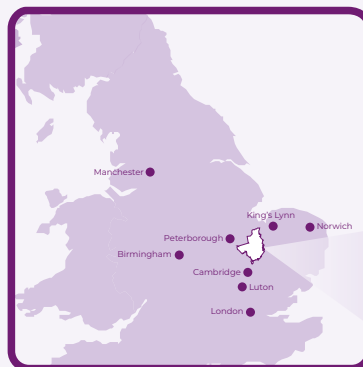 Manchester
King's Lynn
Norwich
Peterborough
Birmingham
Cambridge
Luton
London